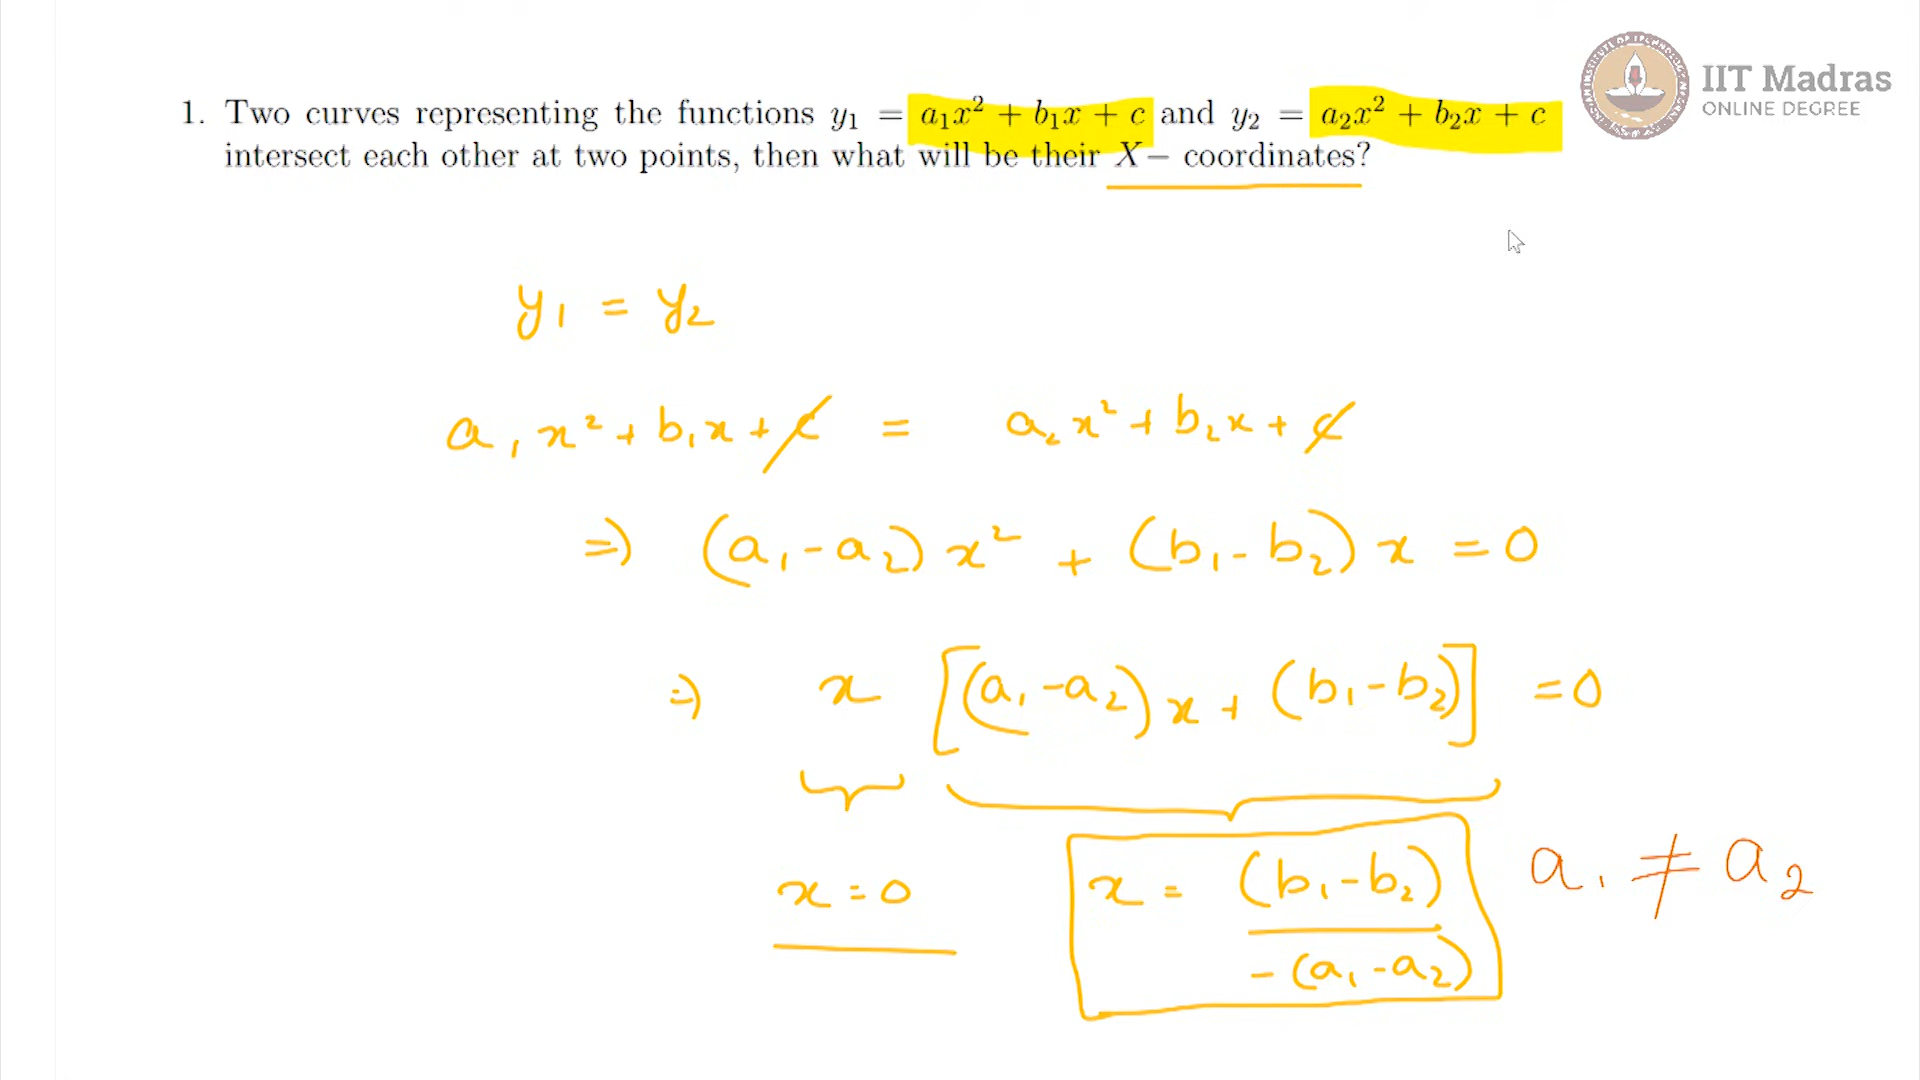 IIT Madras
ONLINE DEGREE
1. Two curves representing the functions y₁ = a₁x² + b₁x + c and y₂ = a₂x² + b₂x + c
intersect each other at two points, then what will be their X− coordinates?
y₁ = y₂
a₁x² + b₁x + c = a₂x² + b₂x + c
⇒ (a₁-a₂)x² + (b₁-b₂)x = 0
⇒ x [(a₁-a₂)x + (b₁-b₂)] = 0
x = 0 x = (b₁-b₂) a₁ ≠ a₂
-(a₁-a₂)